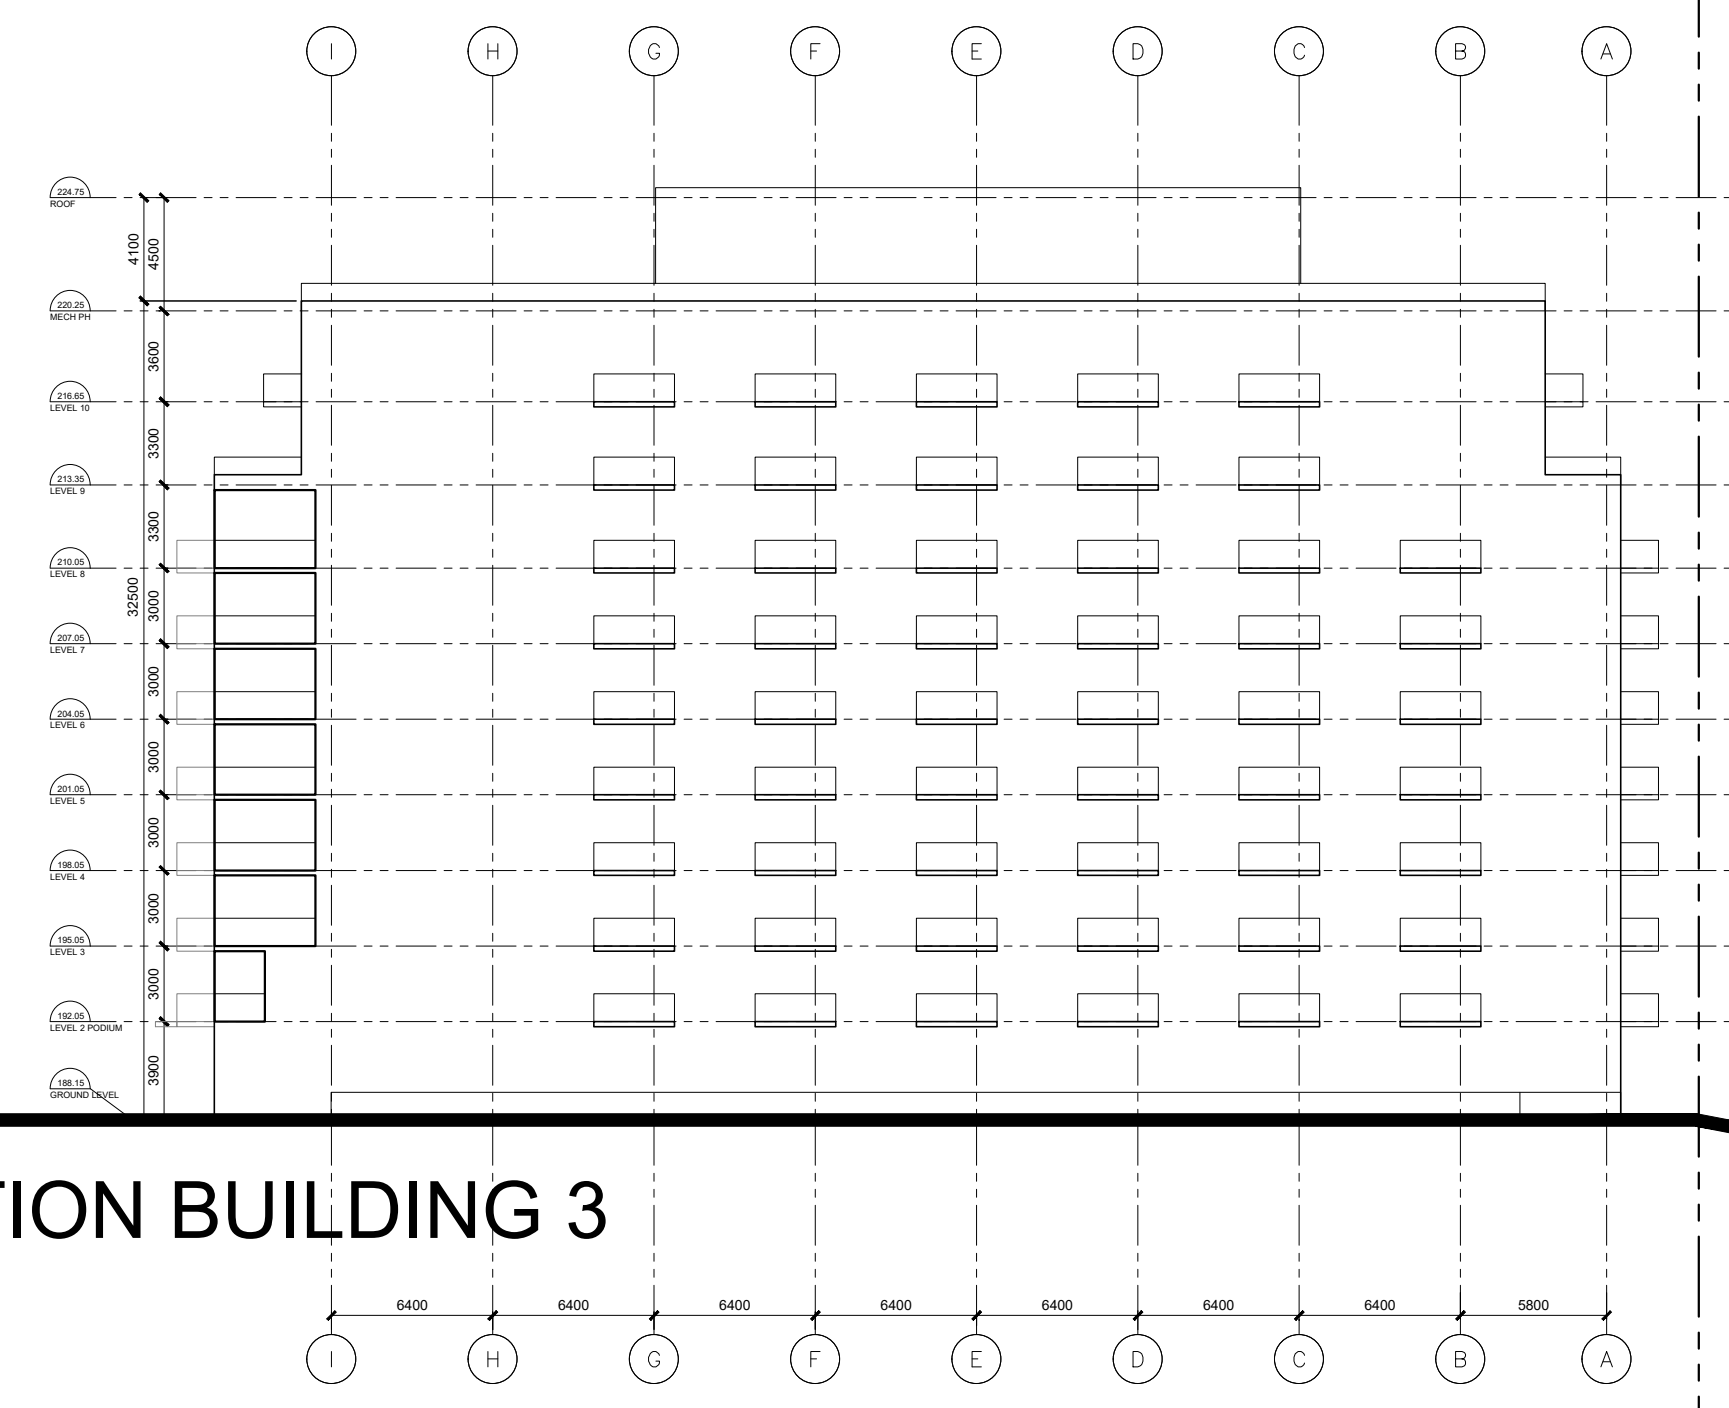 I H G F E D C B A
224.75
ROOF
4100
4500
220.25
MECH PH
3600
216.65
LEVEL 10
3300
213.35
LEVEL 9
3300
210.05
LEVEL 8
32500
3000
207.05
LEVEL 7
3000
204.05
LEVEL 6
3000
201.05
LEVEL 5
3000
198.05
LEVEL 4
3000
195.05
LEVEL 3
3000
192.05
LEVEL 2 PODIUM
3900
188.15
GROUND LEVEL
TION BUILDING 3
6400 6400 6400 6400 6400 6400 6400 5800
I H G F E D C B A